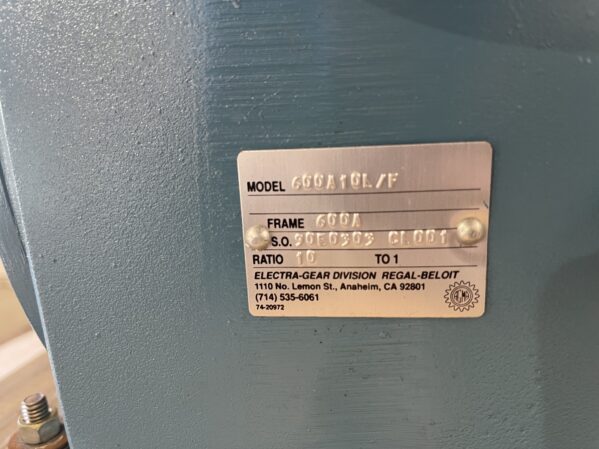 MODEL 600A10L/F
FRAME 600A
S.O. 90E0303 CL001
RATIO 10 TO 1
ELECTRA-GEAR DIVISION REGAL-BELOIT
1110 No. Lemon St., Anaheim, CA 92801
(714) 535-6061
74-20972